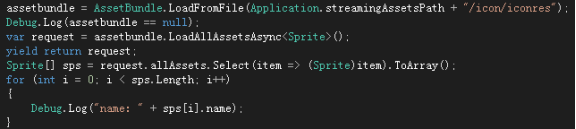 assetbundle = AssetBundle.LoadFromFile(Application.streamingAssetsPath + "/icon/iconres");
Debug.Log(assetbundle == null);
var request = assetbundle.LoadAllAssetsAsync<Sprite>();
yield return request;
Sprite[] sps = request.allAssets.Select(item => (Sprite)item).ToArray();
for (int i = 0; i < sps.Length; i++)
{
    Debug.Log("name: " + sps[i].name);
}